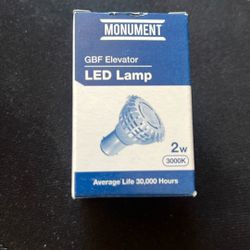 MONUMENT
GBF Elevator
LED Lamp
2w
3000K
Average Life 30,000 Hours